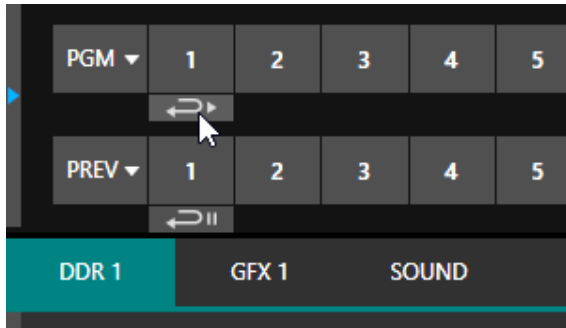 PGM 1 2 3 4 5
PREV 1 2 3 4 5
DDR 1 GFX 1 SOUND